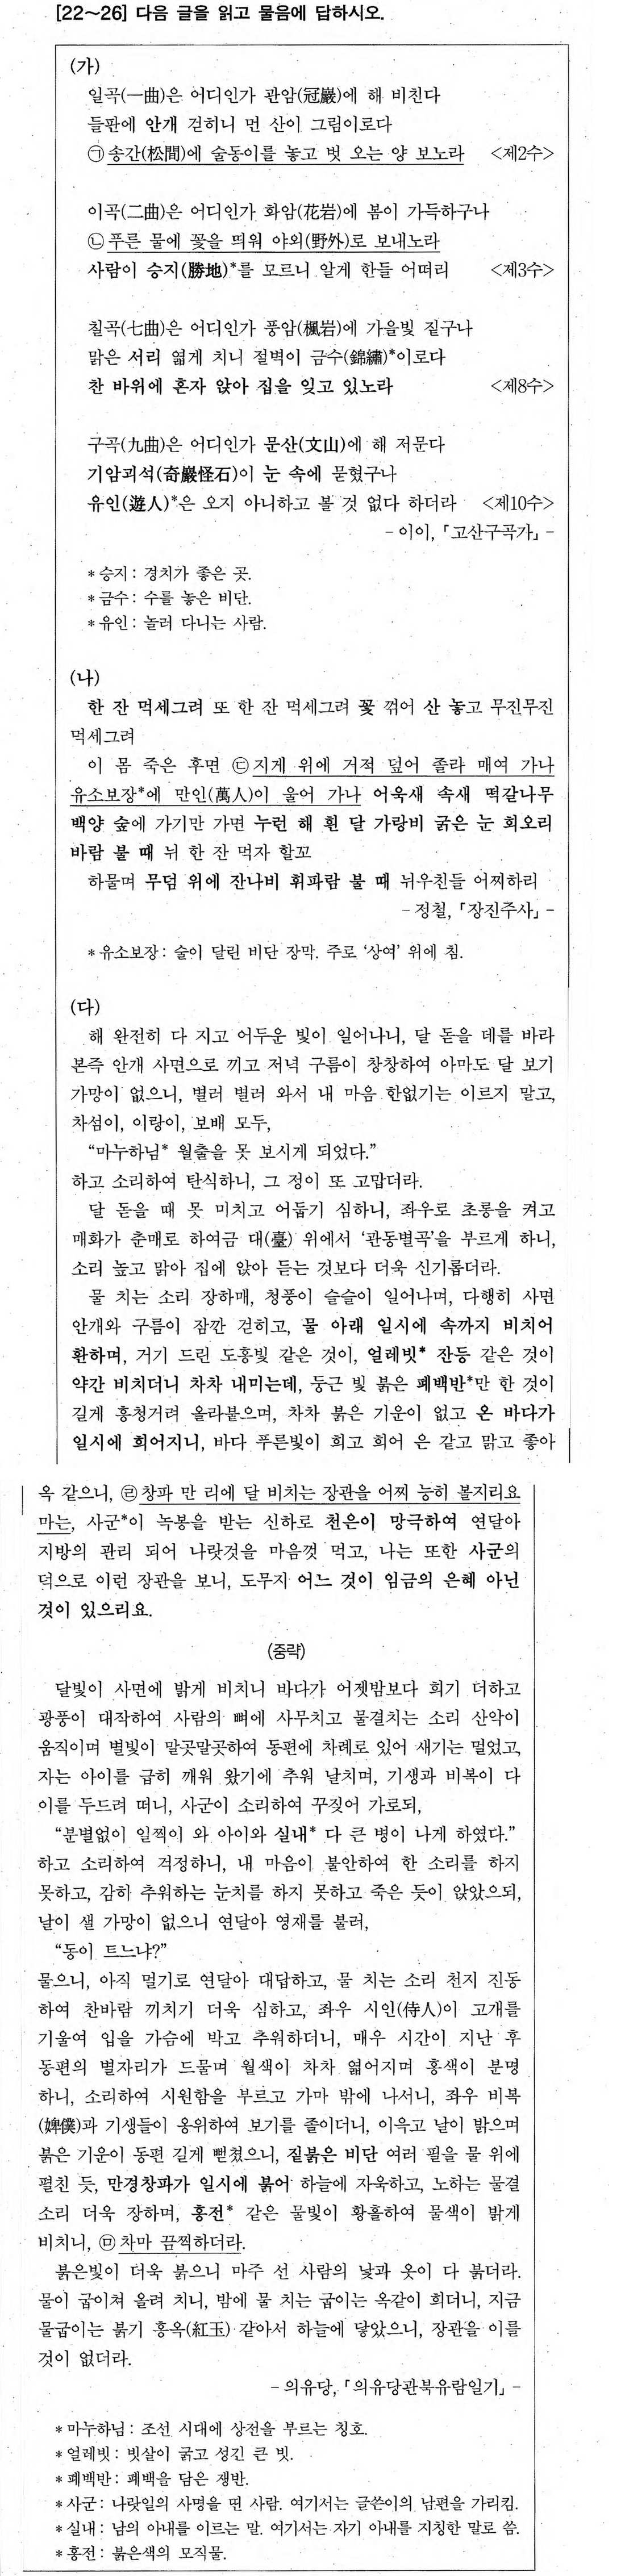 [22～26] 다음 글을 읽고 물음에 답하시오.
(가)
일곡(一曲)은 어디인가 관암(冠巖)에 해 비친다
들판에 안개 걷히니 먼 산이 그림이로다
㉠송간(松間)에 술동이를 놓고 벗 오는 양 보노라 <제2수>
이곡(二曲)은 어디인가 화암(花岩)에 봄이 가득하구나
㉡푸른 물에 꽃을 띄워 야외(野外)로 보내노라
사람이 승지(勝地)*를 모르니 알게 한들 어떠리 <제3수>
칠곡(七曲)은 어디인가 풍암(楓岩)에 가을빛 짙구나
맑은 서리 엷게 치니 절벽이 금수(錦繡)*이로다
찬 바위에 혼자 앉아 집을 잊고 있노라 <제8수>
구곡(九曲)은 어디인가 문산(文山)에 해 저문다
기암괴석(奇巖怪石)이 눈 속에 묻혔구나
유인(遊人)*은 오지 아니하고 볼 것 없다 하더라 <제10수>
- 이이, 「고산구곡가」 -
* 승지 : 경치가 좋은 곳.
* 금수 : 수를 놓은 비단.
* 유인 : 놀러 다니는 사람.
(나)
한 잔 먹세그려 또 한 잔 먹세그려 꽃 꺾어 산 놓고 무진무진
먹세그려
이 몸 죽은 후면 ㉢지게 위에 거적 덮어 졸라 매여 가나
유소보장*에 만인(萬人)이 울어 가나 어욱새 속새 떡갈나무
백양 숲에 가기만 가면 누런 해 흰 달 가랑비 굵은 눈 회오리
바람 불 때 뉘 한 잔 먹자 할꼬
하물며 무덤 위에 잔나비 휘파람 불 때 뉘우친들 어찌하리
- 정철, 「장진주사」 -
* 유소보장 : 술이 달린 비단 장막. 주로 ‘상여’ 위에 침.
(다)
해 완전히 다 지고 어두운 빛이 일어나니, 달 돋을 데를 바라
본즉 안개 사면으로 끼고 저녁 구름이 창창하여 아마도 달 보기
가망이 없으니, 별러 별러 와서 내 마음 한없기는 이르지 말고,
차섬이, 이랑이, 보배 모두,
“마누하님* 월출을 못 보시게 되었다.”
하고 소리하여 탄식하니, 그 정이 또 고맙더라.
달 돋을 때 못 미치고 어둡기 심하니, 좌우로 초롱을 켜고
매화가 춘매로 하여금 대(臺) 위에서 ‘관동별곡’을 부르게 하니,
소리 높고 맑아 집에 앉아 듣는 것보다 더욱 신기롭더라.
물 치는 소리 장하매, 청풍이 슬슬이 일어나며, 다행히 사면
안개와 구름이 잠깐 걷히고, 물 아래 일시에 속까지 비치어
환하며, 거기 드린 도홍빛 같은 것이, 얼레빗* 잔등 같은 것이
약간 비치더니 차차 내미는데, 둥근 빛 붉은 폐백반*만 한 것이
길게 흥청거려 올라붙으며, 차차 붉은 기운이 없고 온 바다가
일시에 희어지니, 바다 푸른빛이 희고 희어 은 같고 맑고 좋아
옥 같으니, ㉣창파 만 리에 달 비치는 장관을 어찌 능히 볼지리요
마는, 사군*이 녹봉을 받는 신하로 천은이 망극하여 연달아
지방의 관리 되어 나랏것을 마음껏 먹고, 나는 또한 사군의
덕으로 이런 장관을 보니, 도무지 어느 것이 임금의 은혜 아닌
것이 있으리요.
(중략)
달빛이 사면에 밝게 비치니 바다가 어젯밤보다 희기 더하고
광풍이 대작하여 사람의 뼈에 사무치고 물결치는 소리 산악이
움직이며 별빛이 말곳말곳하여 동편에 차례로 있어 새기는 멀었고,
자는 아이를 급히 깨워 왔기에 추워 날치며, 기생과 비복이 다
이를 두드려 떠니, 사군이 소리하여 꾸짖어 가로되,
“분별없이 일찍이 와 아이와 실내* 다 큰 병이 나게 하였다.”
하고 소리하여 걱정하니, 내 마음이 불안하여 한 소리를 하지
못하고, 감히 추워하는 눈치를 하지 못하고 죽은 듯이 앉았으되,
날이 샐 가망이 없으니 연달아 영재를 불러,
“동이 트느냐?”
물으니, 아직 멀기로 연달아 대답하고, 물 치는 소리 천지 진동
하여 찬바람 끼치기 더욱 심하고, 좌우 시인(侍人)이 고개를
기울여 입을 가슴에 박고 추워하더니, 매우 시간이 지난 후
동편의 별자리가 드물며 월색이 차차 엷어지며 홍색이 분명
하니, 소리하여 시원함을 부르고 가마 밖에 나서니, 좌우 비복
(婢僕)과 기생들이 옹위하여 보기를 졸이더니, 이윽고 날이 밝으며
붉은 기운이 동편 길게 뻗쳤으니, 짙붉은 비단 여러 필을 물 위에
펼친 듯, 만경창파가 일시에 붉어 하늘에 자욱하고, 노하는 물결
소리 더욱 장하며, 홍전* 같은 물빛이 황홀하여 물색이 밝게
비치니, ㉤차마 끔찍하더라.
붉은빛이 더욱 붉으니 마주 선 사람의 낯과 옷이 다 붉더라.
물이 굽이쳐 올려 치니, 밤에 물 치는 굽이는 옥같이 희더니, 지금
물굽이는 붉기 홍옥(紅玉) 같아서 하늘에 닿았으니, 장관을 이를
것이 없더라.
- 의유당, 「의유당관북유람일기」 -
* 마누하님 : 조선 시대에 상전을 부르는 칭호.
* 얼레빗 : 빗살이 굵고 성긴 큰 빗.
* 폐백반 : 폐백을 담은 쟁반.
* 사군 : 나랏일의 사명을 띤 사람. 여기서는 글쓴이의 남편을 가리킴.
* 실내 : 남의 아내를 이르는 말. 여기서는 자기 아내를 지칭한 말로 씀.
* 홍전 : 붉은색의 모직물.